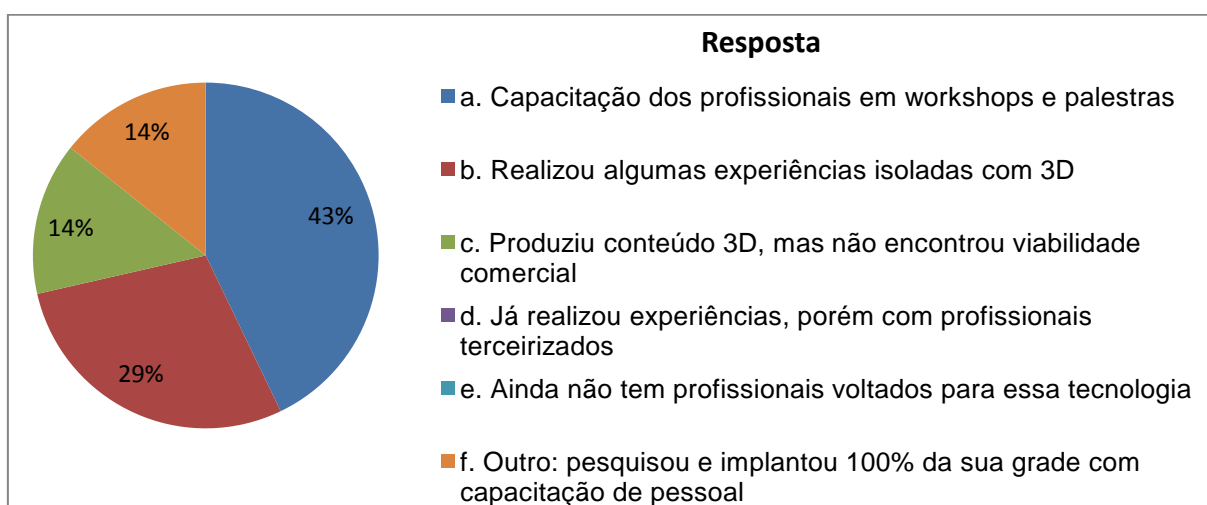 Resposta
14%
43%
14%
29%
a. Capacitação dos profissionais em workshops e palestras
b. Realizou algumas experiências isoladas com 3D
c. Produziu conteúdo 3D, mas não encontrou viabilidade
comercial
d. Já realizou experiências, porém com profissionais
terceirizados
e. Ainda não tem profissionais voltados para essa tecnologia
f. Outro: pesquisou e implantou 100% da sua grade com
capacitação de pessoal